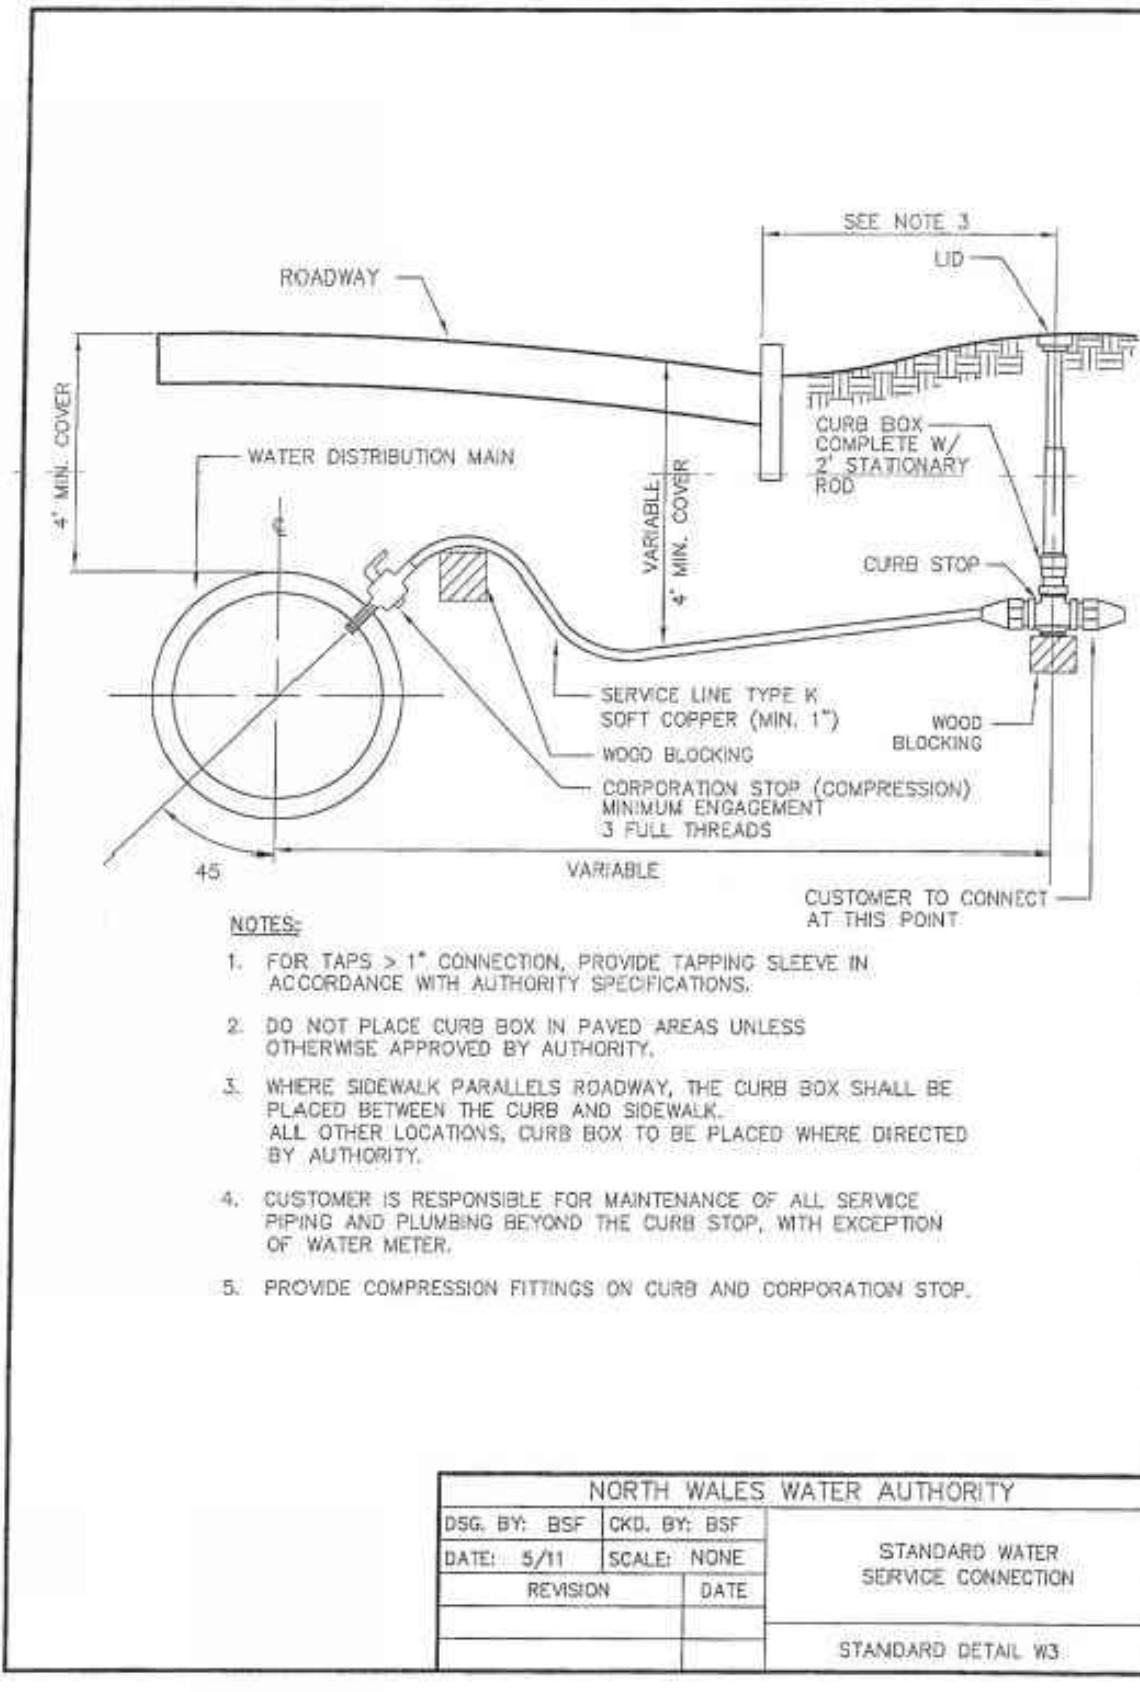 SEE NOTE 3
LID
ROADWAY
4' MIN. COVER
WATER DISTRIBUTION MAIN
CURB BOX
COMPLETE W/
2' STATIONARY
ROD
VARIABLE
4' MIN. COVER
CURB STOP
SERVICE LINE TYPE K
SOFT COPPER (MIN. 1")
WOOD
BLOCKING
WOOD BLOCKING
CORPORATION STOP (COMPRESSION)
MINIMUM ENGAGEMENT
3 FULL THREADS
45
VARIABLE
CUSTOMER TO CONNECT
AT THIS POINT
NOTES:
1. FOR TAPS > 1" CONNECTION, PROVIDE TAPPING SLEEVE IN
ACCORDANCE WITH AUTHORITY SPECIFICATIONS.
2. DO NOT PLACE CURB BOX IN PAVED AREAS UNLESS
OTHERWISE APPROVED BY AUTHORITY.
3. WHERE SIDEWALK PARALLELS ROADWAY, THE CURB BOX SHALL BE
PLACED BETWEEN THE CURB AND SIDEWALK.
ALL OTHER LOCATIONS, CURB BOX TO BE PLACED WHERE DIRECTED
BY AUTHORITY.
4. CUSTOMER IS RESPONSIBLE FOR MAINTENANCE OF ALL SERVICE
PIPING AND PLUMBING BEYOND THE CURB STOP, WITH EXCEPTION
OF WATER METER.
5. PROVIDE COMPRESSION FITTINGS ON CURB AND CORPORATION STOP.
NORTH WALES WATER AUTHORITY
DSG. BY: BSF CKD. BY: BSF
DATE: 5/11 SCALE: NONE
STANDARD WATER
SERVICE CONNECTION
REVISION DATE
STANDARD DETAIL W3